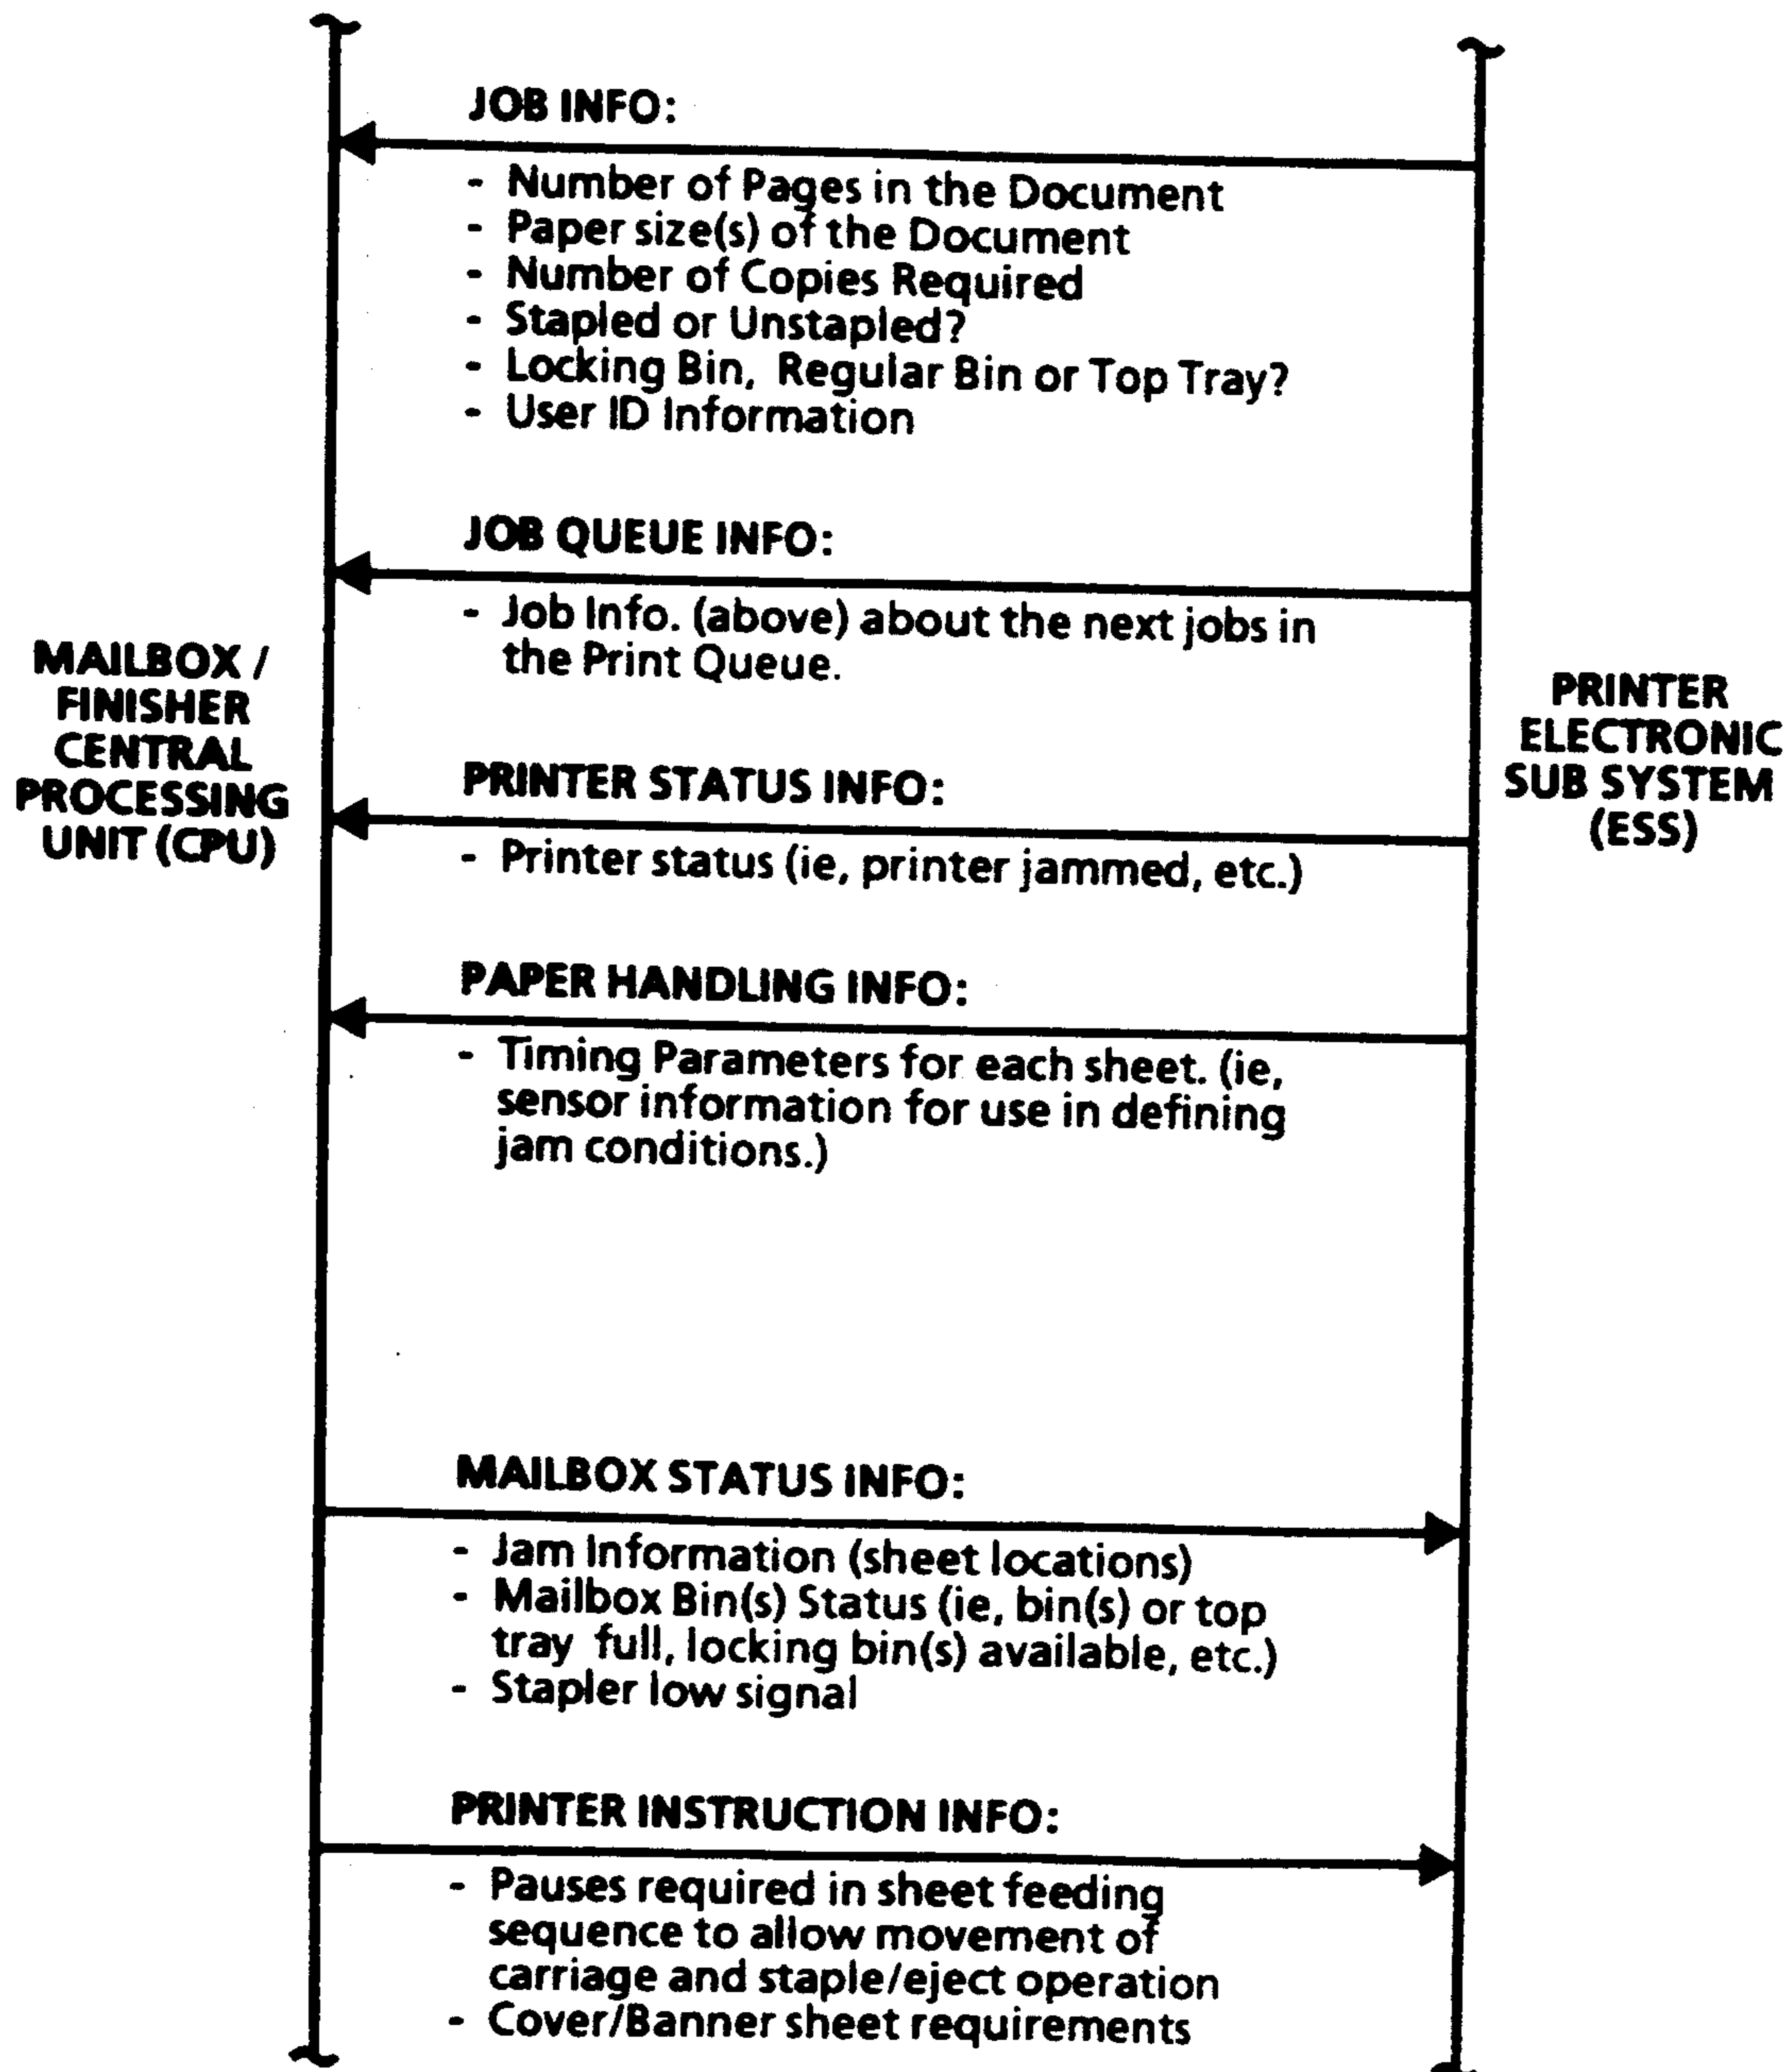 JOB INFO:
- Number of Pages in the Document
- Paper size(s) of the Document
- Number of Copies Required
- Stapled or Unstapled?
- Locking Bin, Regular Bin or Top Tray?
- User ID Information
JOB QUEUE INFO:
- Job Info. (above) about the next jobs in
the Print Queue.
MAILBOX /
FINISHER
CENTRAL
PROCESSING
UNIT (CPU)
PRINTER
ELECTRONIC
SUB SYSTEM
(ESS)
PRINTER STATUS INFO:
- Printer status (ie, printer jammed, etc.)
PAPER HANDLING INFO:
- Timing Parameters for each sheet. (ie,
sensor information for use in defining
jam conditions.)
MAILBOX STATUS INFO:
- Jam Information (sheet locations)
- Mailbox Bin(s) Status (ie, bin(s) or top
tray full, locking bin(s) available, etc.)
- Stapler low signal
PRINTER INSTRUCTION INFO:
- Pauses required in sheet feeding
sequence to allow movement of
carriage and staple/eject operation
- Cover/Banner sheet requirements